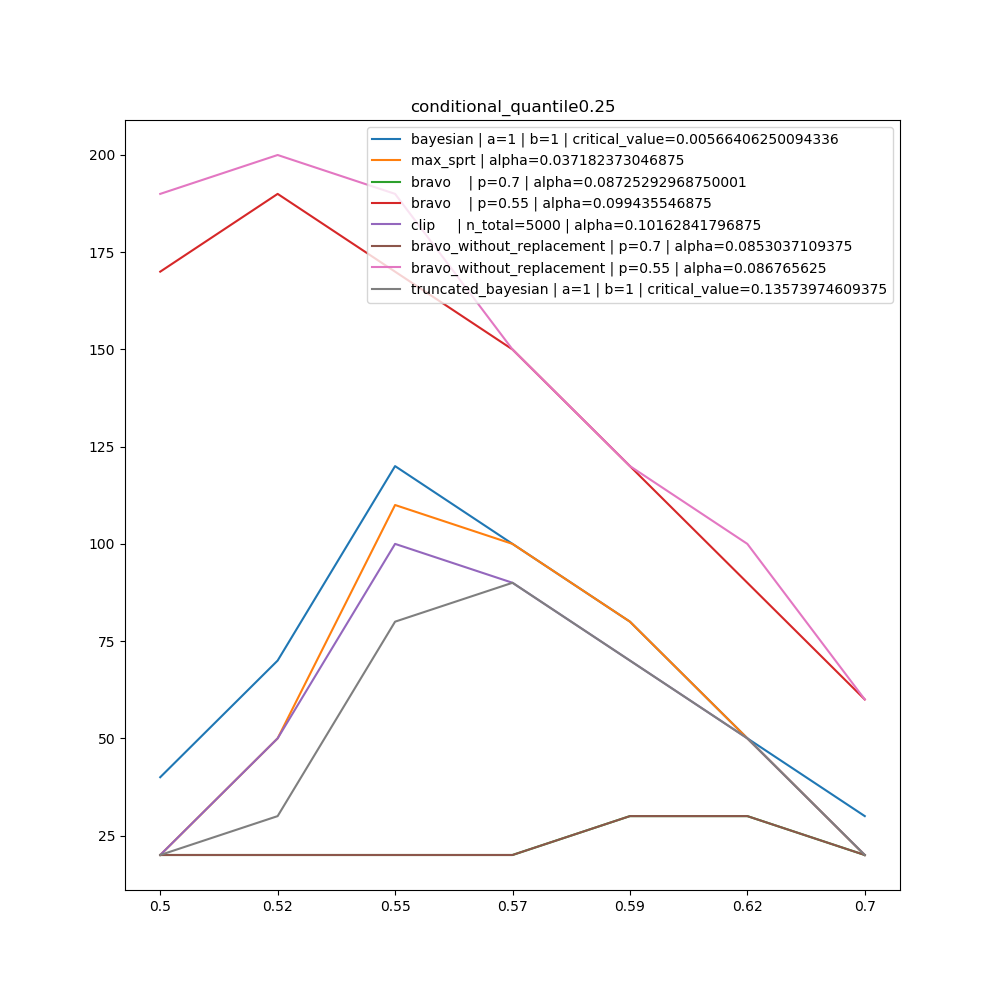 conditional_quantile0.25
bayesian | a=1 | b=1 | critical_value=0.00566406250094336
max_sprt | alpha=0.037182373046875
bravo    | p=0.7 | alpha=0.08725292968750001
bravo    | p=0.55 | alpha=0.099435546875
clip     | n_total=5000 | alpha=0.10162841796875
bravo_without_replacement | p=0.7 | alpha=0.0853037109375
bravo_without_replacement | p=0.55 | alpha=0.086765625
truncated_bayesian | a=1 | b=1 | critical_value=0.13573974609375
200
175
150
125
100
75
50
25
0.5 0.52 0.55 0.57 0.59 0.62 0.7